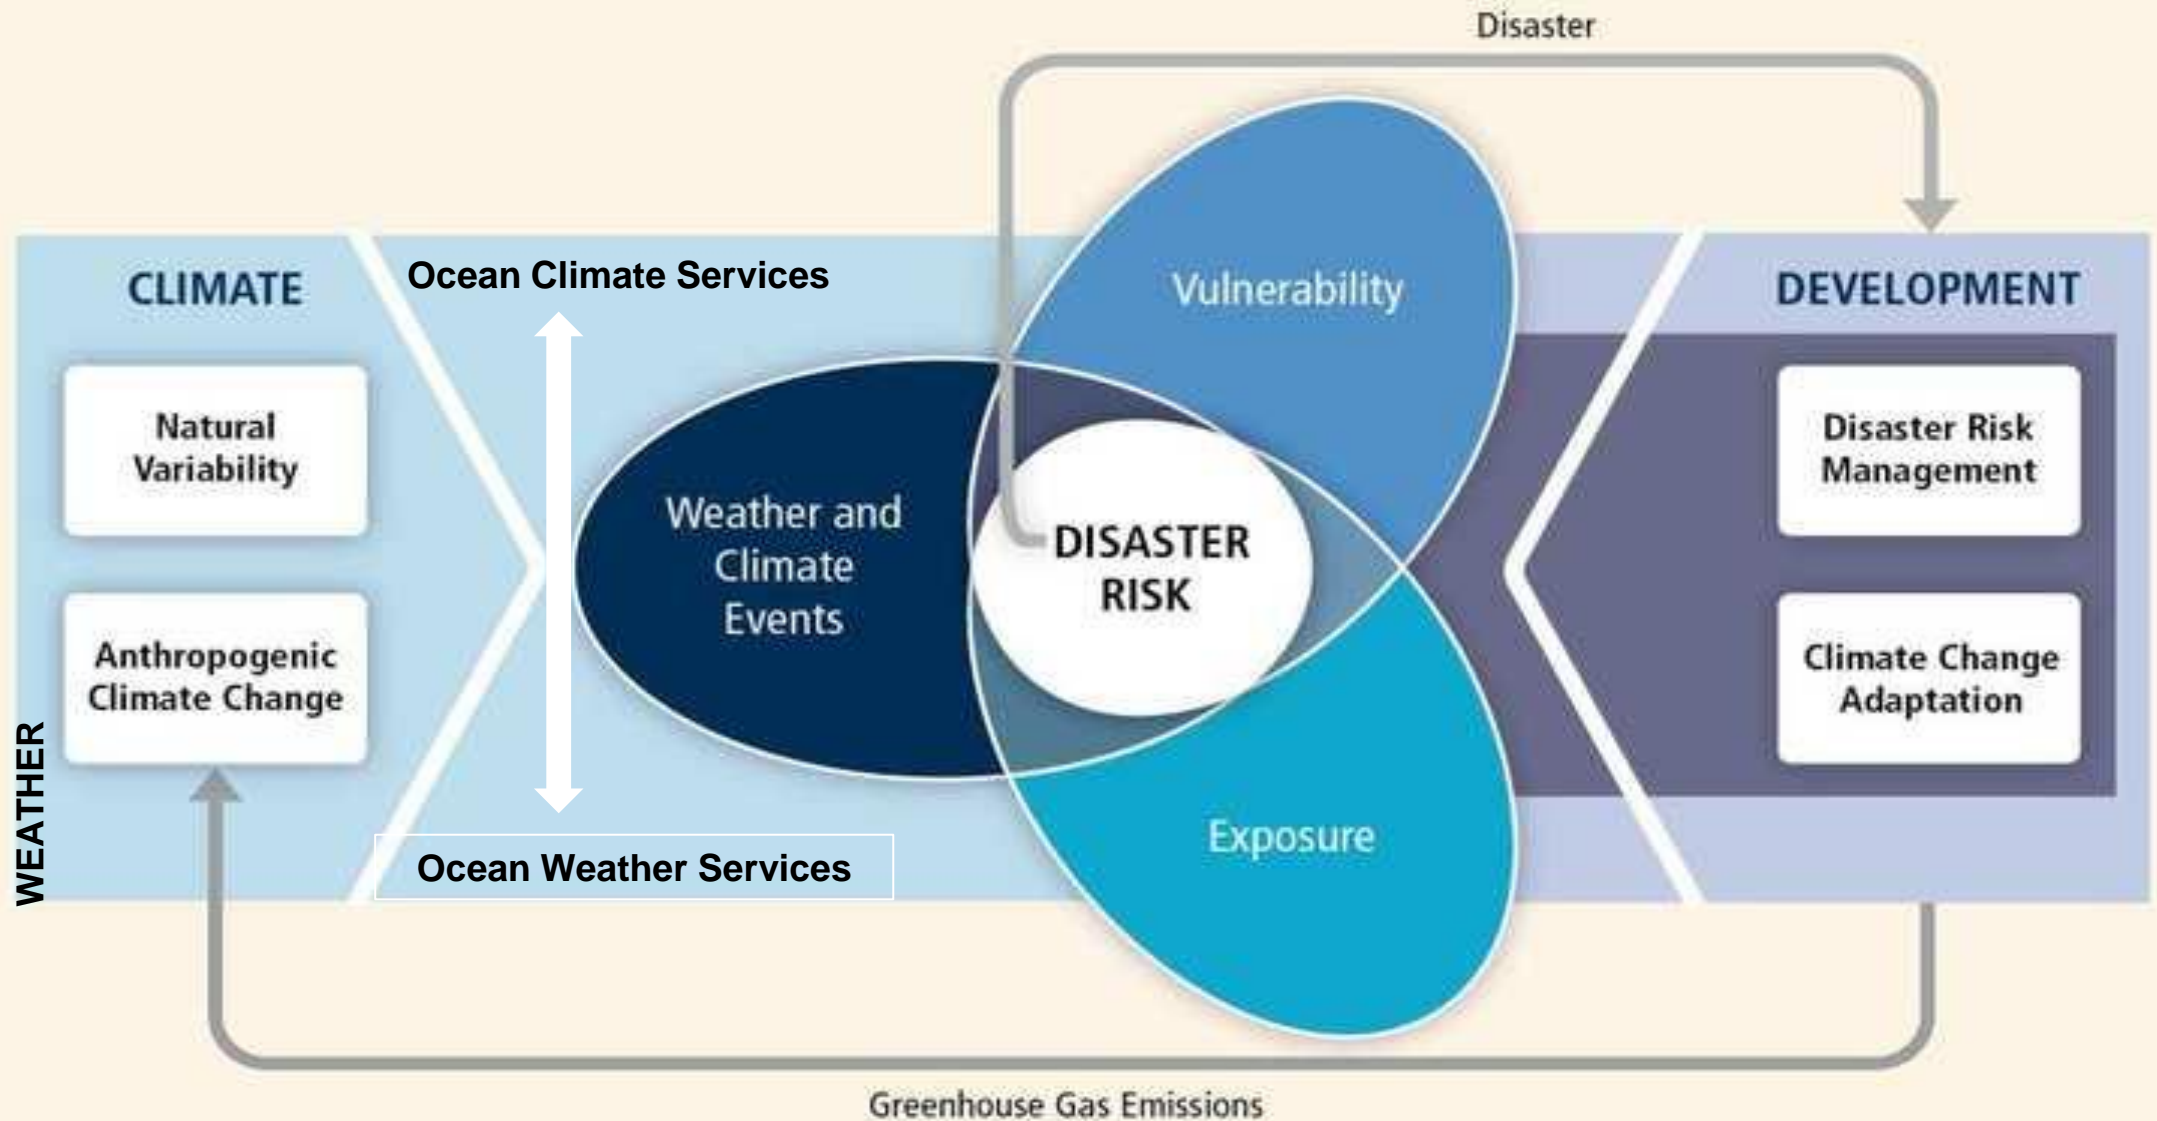 Disaster
CLIMATE
Natural
Variability
Anthropogenic
Climate Change
WEATHER
Ocean Climate Services
Ocean Weather Services
Weather and
Climate
Events
Vulnerability
DISASTER
RISK
Exposure
DEVELOPMENT
Disaster Risk
Management
Climate Change
Adaptation
Greenhouse Gas Emissions